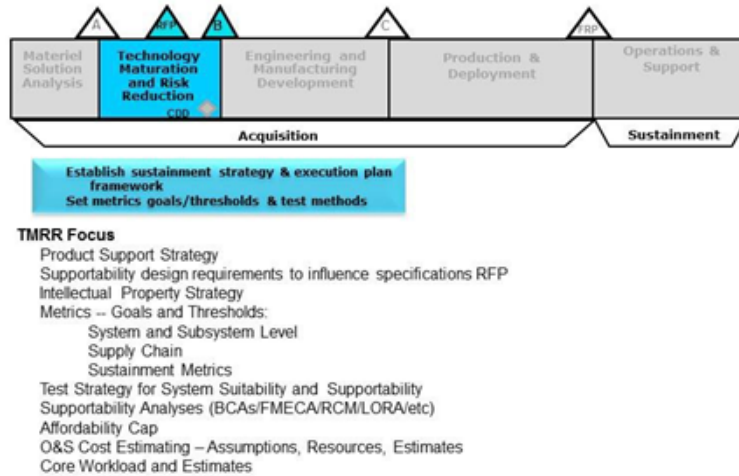 A
RFP
B
C
FRP
Materiel
Solution
Analysis
Technology
Maturation
and Risk
Reduction
CDD
Engineering and
Manufacturing
Development
Production &
Deployment
Operations &
Support
Acquisition
Sustainment
Establish sustainment strategy & execution plan
framework
Set metrics goals/thresholds & test methods
TMRR Focus
Product Support Strategy
Supportability design requirements to influence specifications RFP
Intellectual Property Strategy
Metrics -- Goals and Thresholds:
System and Subsystem Level
Supply Chain
Sustainment Metrics
Test Strategy for System Suitability and Supportability
Supportability Analyses (BCAs/FMECA/RCM/LORA/etc)
Affordability Cap
O&S Cost Estimating – Assumptions, Resources, Estimates
Core Workload and Estimates